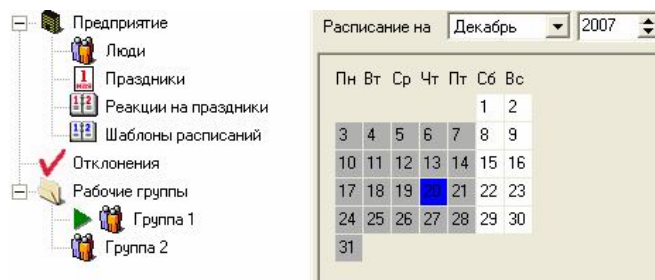 Предприятие
Люди
Праздники
Реакции на праздники
Шаблоны расписаний
Отклонения
Рабочие группы
Группа 1
Группа 2
Расписание на Декабрь 2007
Пн Вт Ср Чт Пт Сб Вс
1 2
3 4 5 6 7 8 9
10 11 12 13 14 15 16
17 18 19 20 21 22 23
24 25 26 27 28 29 30
31